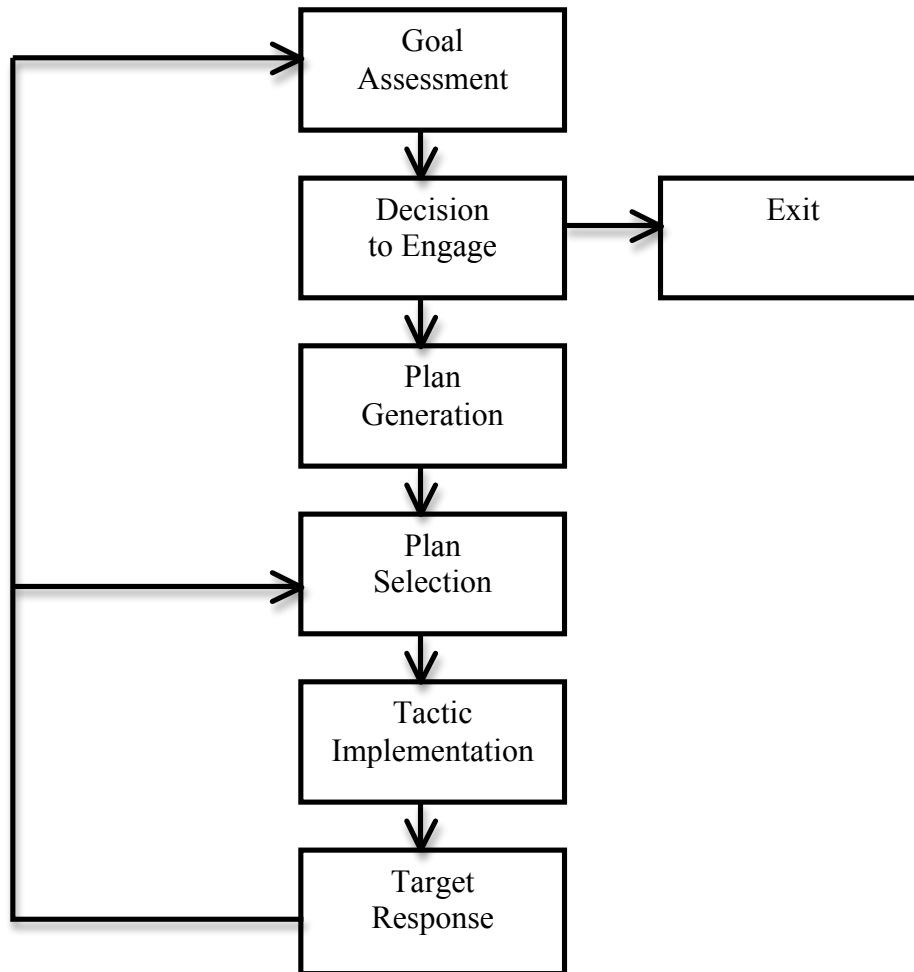 Goal
Assessment
Decision
to Engage
Exit
Plan
Generation
Plan
Selection
Tactic
Implementation
Target
Response